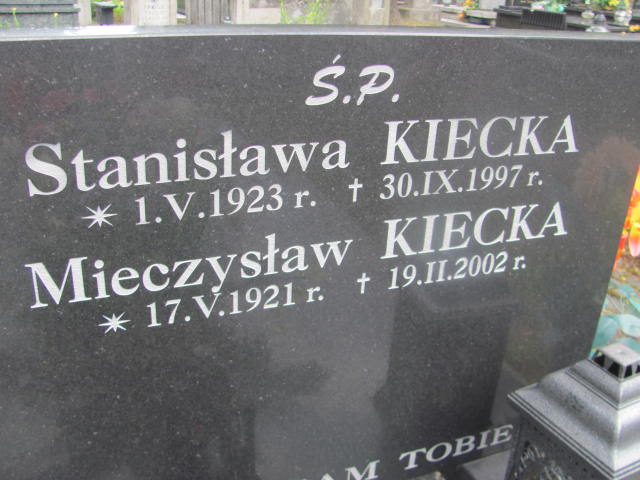 Ś.P.
Stanisława KIECKA
* 1.V.1923 r. † 30.IX.1997 r.
Mieczysław KIECKA
* 17.V.1921 r. † 19.II.2002 r.
TOBIE